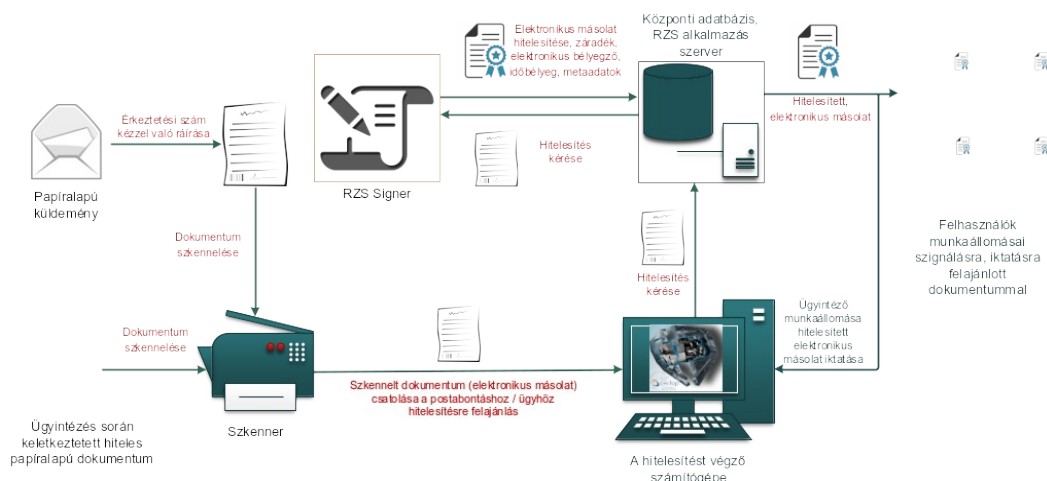 Elektronikus másolat
hitelesítése, záradék,
elektronikus bélyegző,
időbélyeg, metaadatok
Központi adatbázis,
RZS alkalmazás
szerver
Hitelesített,
elektronikus másolat
Érkeztetési szám
kézzel való ráírása
Hitelesítés
kérése
RZS Signer
Papíralapú
küldemény
Dokumentum
szkennelése
Hitelesítés
kérése
Felhasználók
munkaállomásai
szignálásra, iktatásra
felajánlott
dokumentummal
Ügyintéző
munkaállomása
hitelesített
elektronikus
másolat iktatása
Dokumentum
szkennelése
Szkennelt dokumentum (elektronikus másolat)
csatolása a postabontáshoz / ügyhöz
hitelesítésre felajánlás
Szkenner
Ügyintézés során
keletkeztetett hiteles
papíralapú dokumentum
A hitelesítést végző
számítógépe